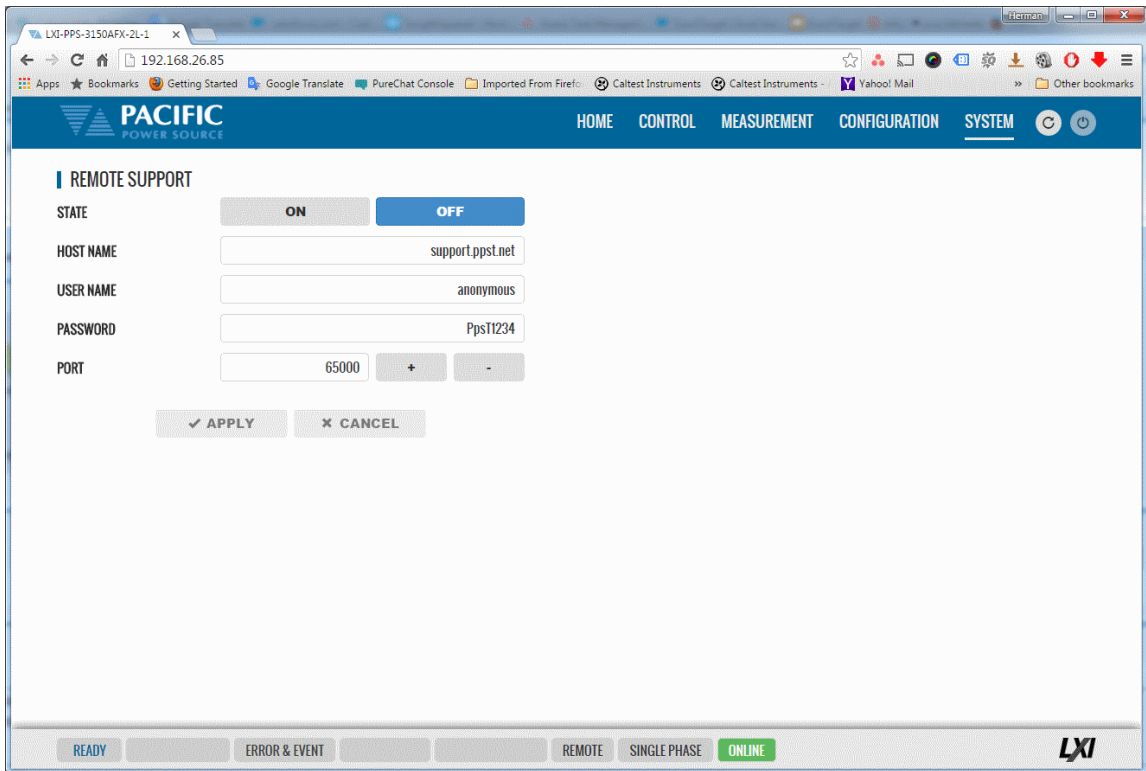 Herman
LXI-PPS-3150AFX-2L-1
192.168.26.85
Apps Bookmarks Getting Started Google Translate PureChat Console Imported From Firefo Caltest Instruments Caltest Instruments - Yahoo! Mail » Other bookmarks
PACIFIC
POWER SOURCE
HOME CONTROL MEASUREMENT CONFIGURATION SYSTEM
REMOTE SUPPORT
STATE ON OFF
HOST NAME support.ppst.net
USER NAME anonymous
PASSWORD PpsT1234
PORT 65000 + -
APPLY CANCEL
READY ERROR & EVENT REMOTE SINGLE PHASE ONLINE LXI